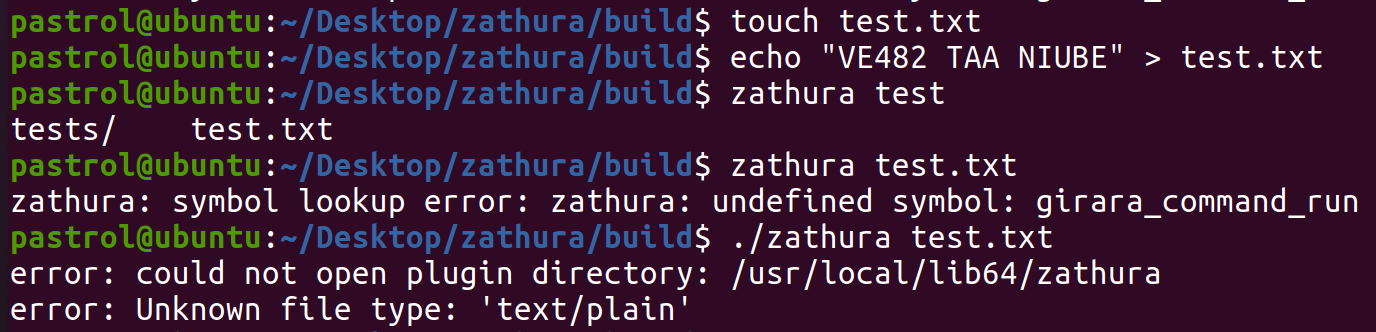 pastrol@ubuntu:~/Desktop/zathura/build$ touch test.txt
pastrol@ubuntu:~/Desktop/zathura/build$ echo "VE482 TAA NIUBE" > test.txt
pastrol@ubuntu:~/Desktop/zathura/build$ zathura test
tests/    test.txt
pastrol@ubuntu:~/Desktop/zathura/build$ zathura test.txt
zathura: symbol lookup error: zathura: undefined symbol: girara_command_run
pastrol@ubuntu:~/Desktop/zathura/build$ ./zathura test.txt
error: could not open plugin directory: /usr/local/lib64/zathura
error: Unknown file type: 'text/plain'